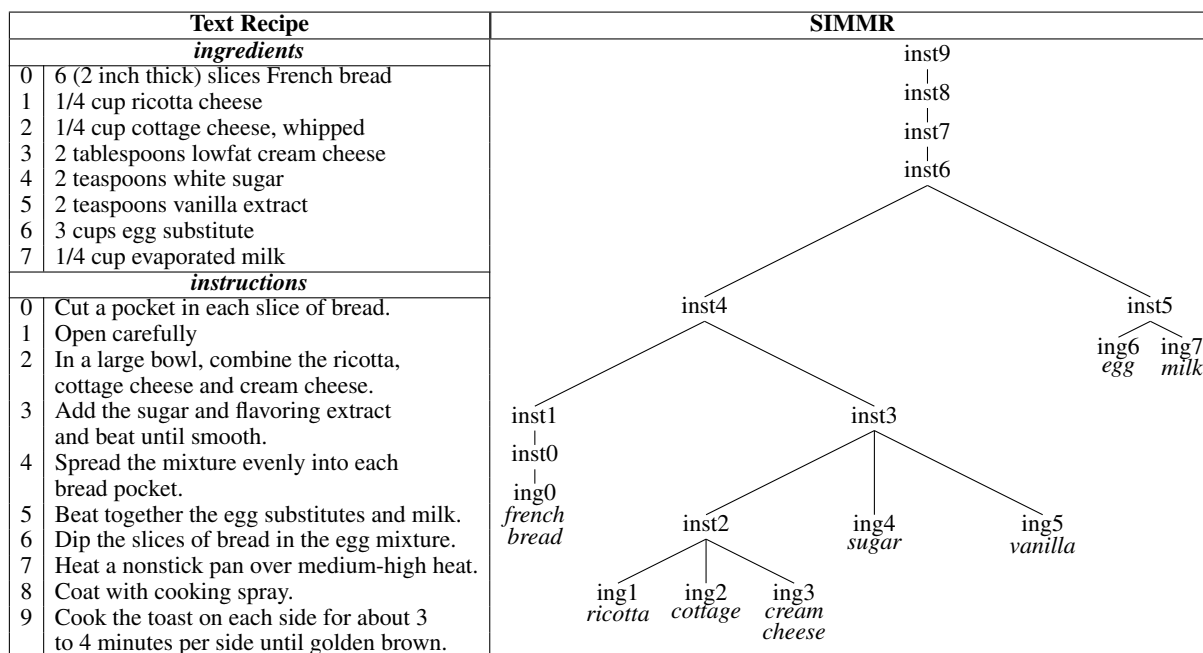 Text Recipe
ingredients
0 6 (2 inch thick) slices French bread
1 1/4 cup ricotta cheese
2 1/4 cup cottage cheese, whipped
3 2 tablespoons lowfat cream cheese
4 2 teaspoons white sugar
5 2 teaspoons vanilla extract
6 3 cups egg substitute
7 1/4 cup evaporated milk
instructions
0 Cut a pocket in each slice of bread.
1 Open carefully
2 In a large bowl, combine the ricotta,
cottage cheese and cream cheese.
3 Add the sugar and flavoring extract
and beat until smooth.
4 Spread the mixture evenly into each
bread pocket.
5 Beat together the egg substitutes and milk.
6 Dip the slices of bread in the egg mixture.
7 Heat a nonstick pan over medium-high heat.
8 Coat with cooking spray.
9 Cook the toast on each side for about 3
to 4 minutes per side until golden brown.
SIMMR
inst9
inst8
inst7
inst6
inst4 inst5
ing6 ing7
egg milk
inst1 inst3
inst0
ing0
french
bread
inst2 ing4 ing5
sugar vanilla
ing1 ing2 ing3
ricotta cottage cream
cheese